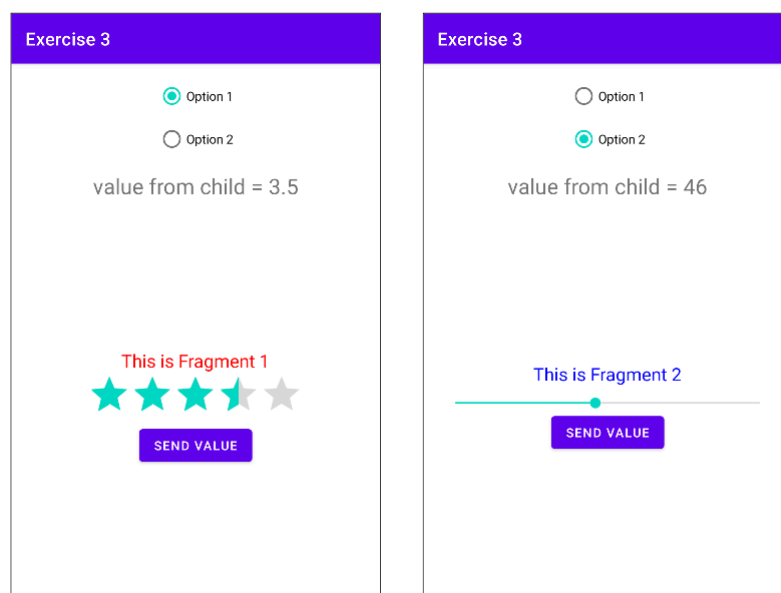 Exercise 3
Option 1
Option 2
value from child = 3.5
This is Fragment 1
SEND VALUE
Exercise 3
Option 1
Option 2
value from child = 46
This is Fragment 2
SEND VALUE